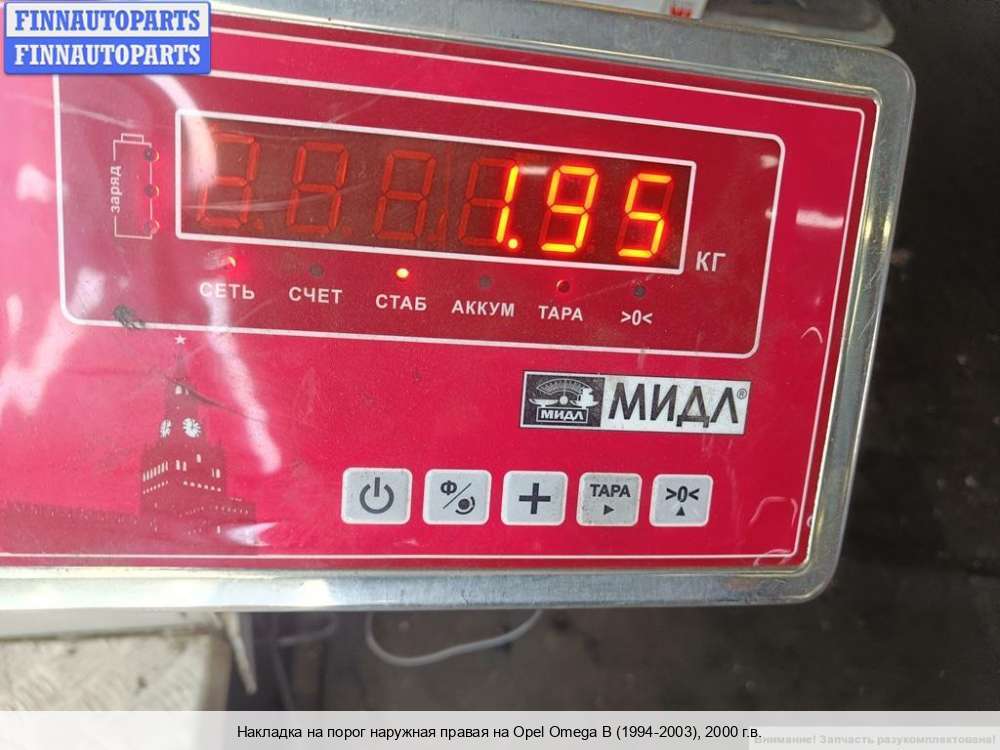 FINNAUTOPARTS
FINNAUTOPARTS
заряд
1.95
КГ
СЕТЬ СЧЕТ СТАБ АККУМ ТАРА >0<
МИДЛ МИДЛ®
Ф ТАРА >0<
Накладка на порог наружная правая на Opel Omega B (1994-2003), 2000 г.в.
Внимание! Запчасть разукомплектована!